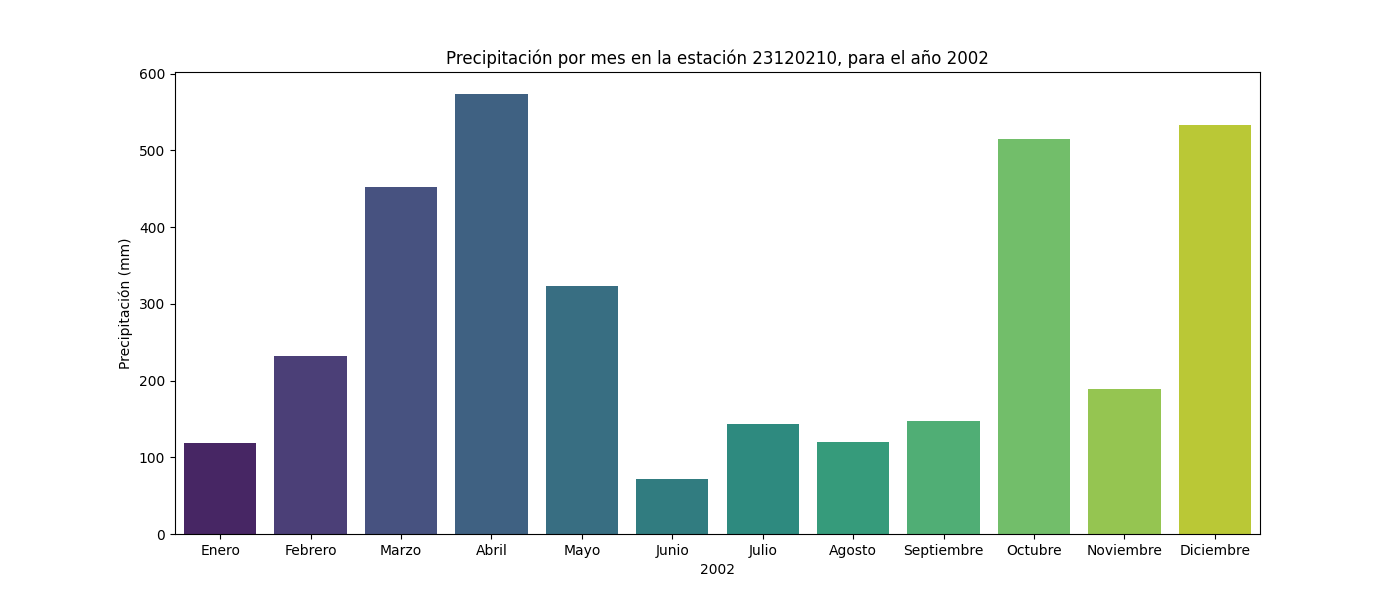 Precipitación por mes en la estación 23120210, para el año 2002
Precipitación (mm)
600
500
400
300
200
100
0
Enero Febrero Marzo Abril Mayo Junio Julio Agosto Septiembre Octubre Noviembre Diciembre
2002